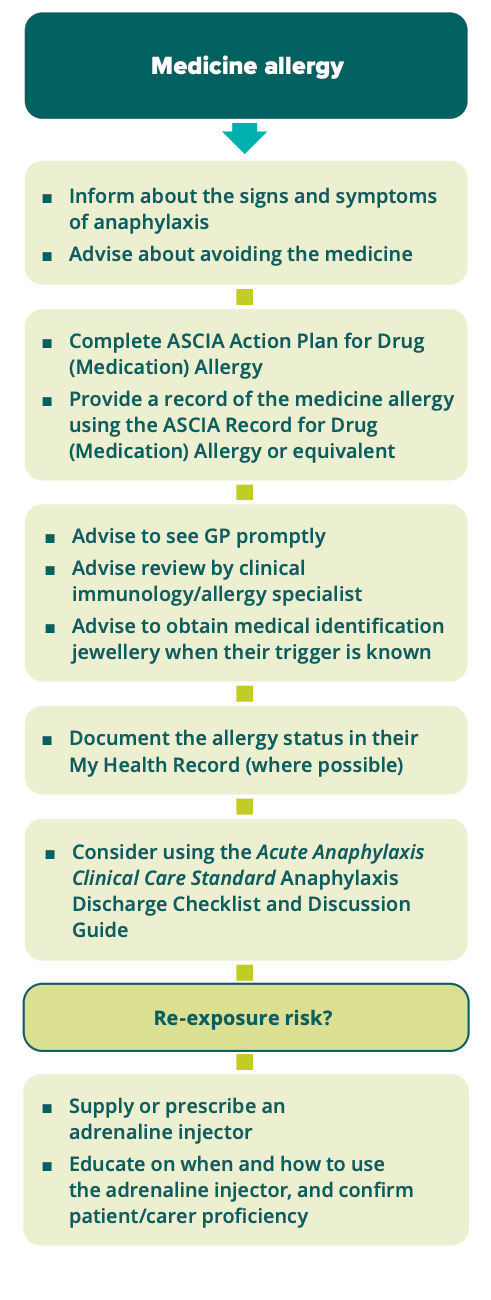 Medicine allergy
■ Inform about the signs and symptoms
of anaphylaxis
■ Advise about avoiding the medicine
■ Complete ASCIA Action Plan for Drug
(Medication) Allergy
■ Provide a record of the medicine allergy
using the ASCIA Record for Drug
(Medication) Allergy or equivalent
■ Advise to see GP promptly
■ Advise review by clinical
immunology/allergy specialist
■ Advise to obtain medical identification
jewellery when their trigger is known
■ Document the allergy status in their
My Health Record (where possible)
■ Consider using the Acute Anaphylaxis
Clinical Care Standard Anaphylaxis
Discharge Checklist and Discussion
Guide
Re-exposure risk?
■ Supply or prescribe an
adrenaline injector
■ Educate on when and how to use
the adrenaline injector, and confirm
patient/carer proficiency